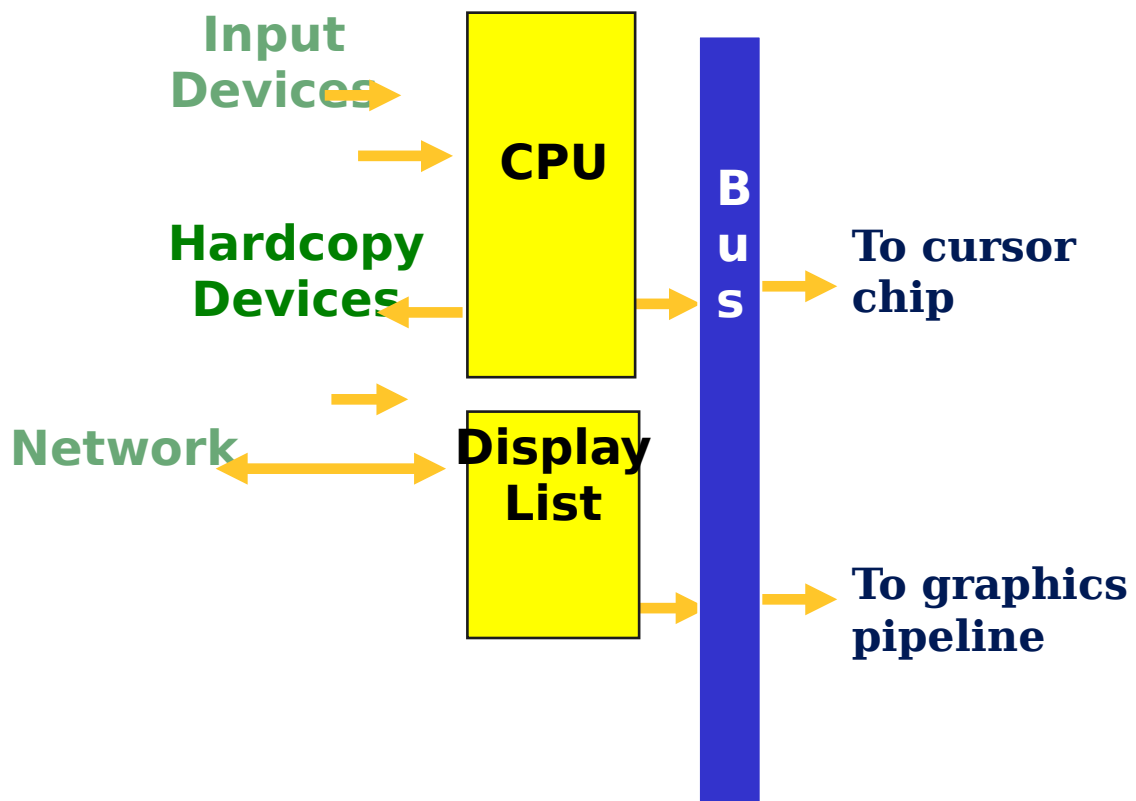 Input
Devices
CPU
B
u
s
Hardcopy
Devices
To cursor
chip
Network
Display
List
To graphics
pipeline